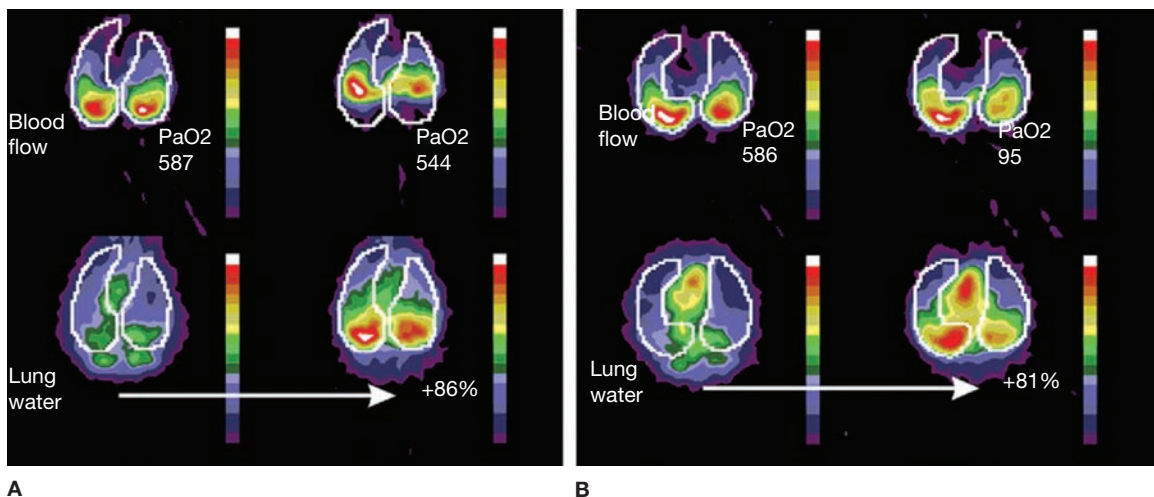 Blood
flow
PaO2
587
PaO2
544
Lung
water
+86%
A
Blood
flow
PaO2
586
PaO2
95
Lung
water
+81%
B